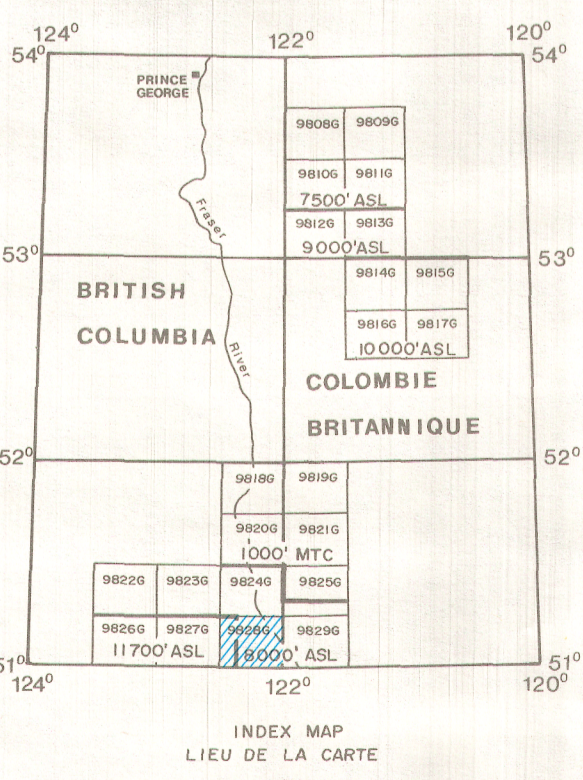 124°
122°
120°
54°
54°
PRINCE
GEORGE
9808G 9809G
9810G 9811G
7500' ASL
Fraser
9812G 9813G
9000' ASL
53°
53°
9814G 9815G
BRITISH
COLUMBIA
9816G 9817G
10000' ASL
River
COLOMBIE
BRITANNIQUE
52°
52°
9818G 9819G
9820G 9821G
1000' MTC
9822G 9823G 9824G 9825G
9826G 9827G 9828G 9829G
11700' ASL 8000' ASL
51°
51°
124°
122°
120°
INDEX MAP
LIEU DE LA CARTE